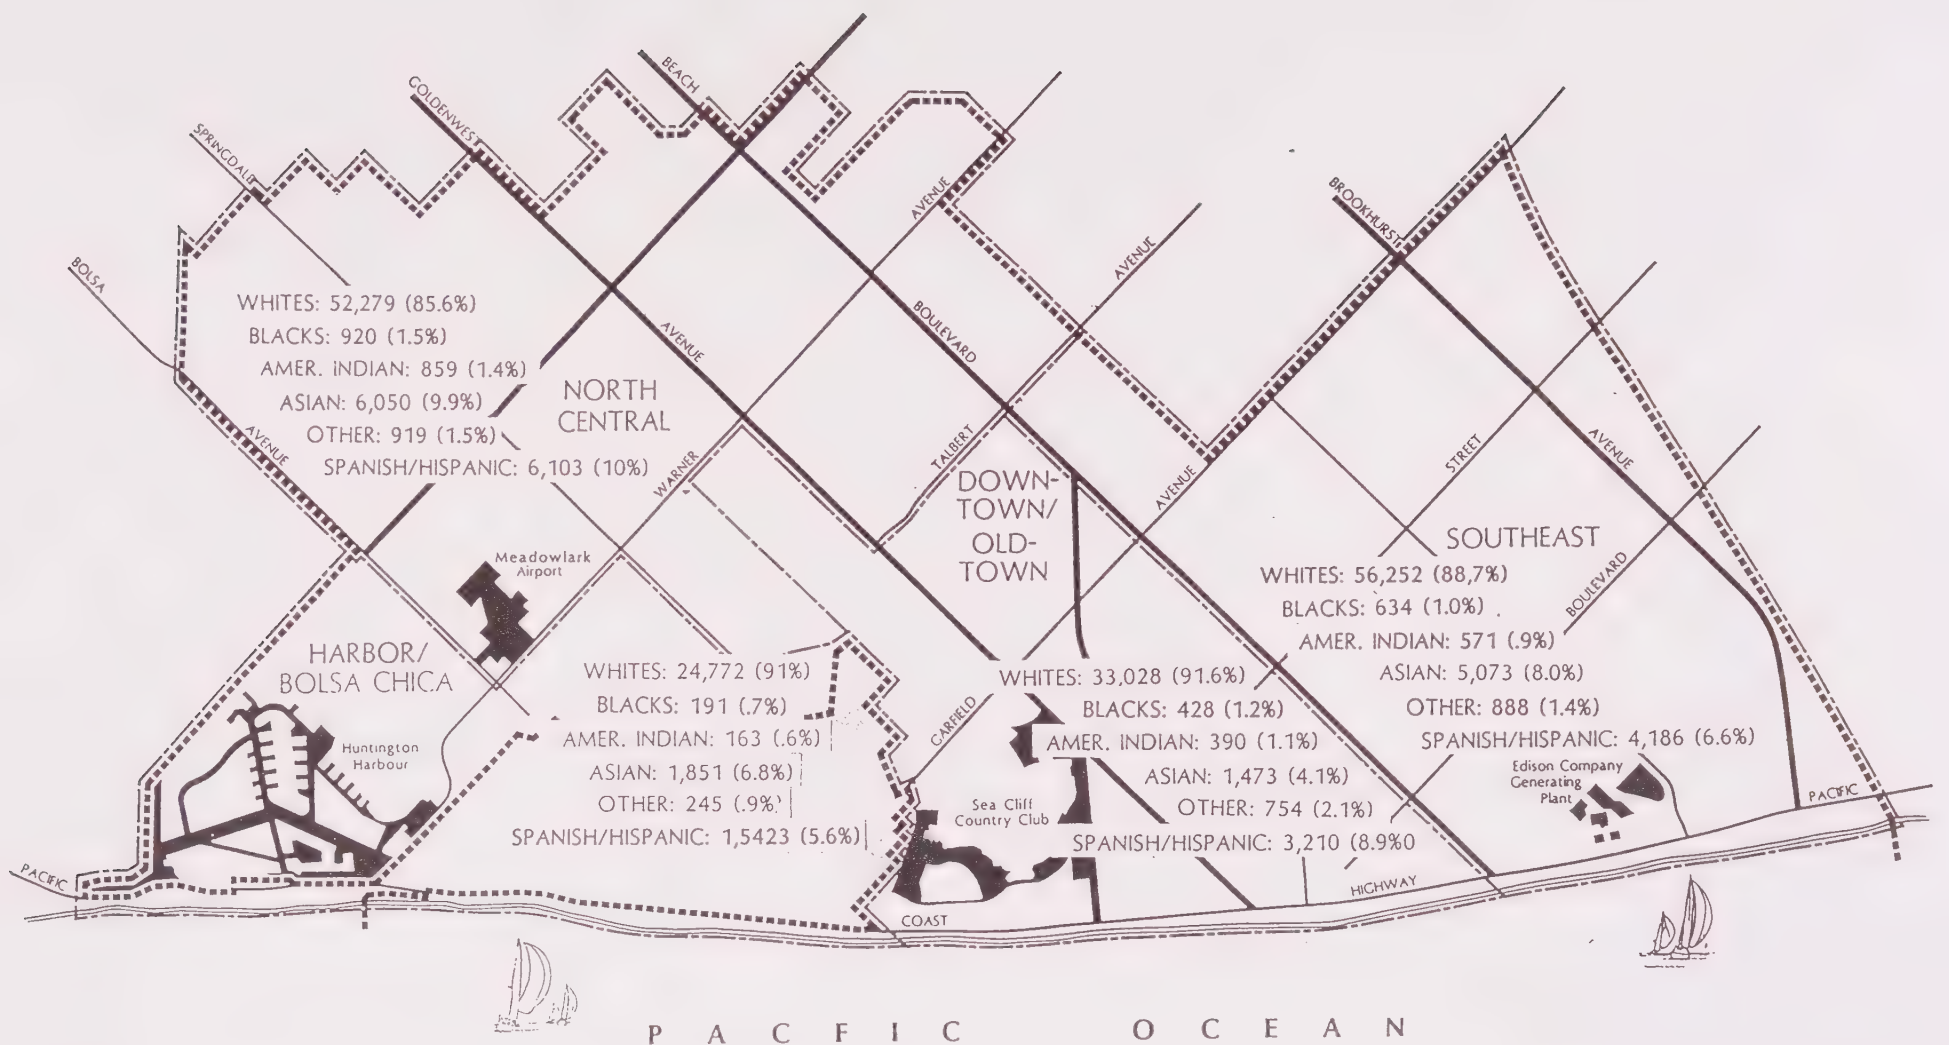 BEACH
GOLDENWEST
SPRINGDALE
BOLSA
AVENUE
AVENUE
BROOKHURST
WHITES: 52,279 (85.6%)
BLACKS: 920 (1.5%)
AMER. INDIAN: 859 (1.4%)
ASIAN: 6,050 (9.9%)
OTHER: 919 (1.5%)
SPANISH/HISPANIC: 6,103 (10%)
NORTH
CENTRAL
AVENUE
BOULEVARD
AVENUE
WARNER
TALBERT
AVENUE
STREET
AVENUE
DOWN-
TOWN/
OLD-
TOWN
SOUTHEAST
WHITES: 56,252 (88,7%)
BLACKS: 634 (1.0%)
AMER. INDIAN: 571 (.9%)
ASIAN: 5,073 (8.0%)
OTHER: 888 (1.4%)
SPANISH/HISPANIC: 4,186 (6.6%)
BOULEVARD
Meadowlark
Airport
HARBOR/
BOLSA CHICA
WHITES: 24,772 (91%)
BLACKS: 191 (.7%)
AMER. INDIAN: 163 (.6%)
ASIAN: 1,851 (6.8%)
OTHER: 245 (.9%)
SPANISH/HISPANIC: 1,5423 (5.6%)
WHITES: 33,028 (91.6%)
BLACKS: 428 (1.2%)
AMER. INDIAN: 390 (1.1%)
ASIAN: 1,473 (4.1%)
OTHER: 754 (2.1%)
SPANISH/HISPANIC: 3,210 (8.9%0
GARFIELD
Huntington
Harbour
Sea Cliff
Country Club
Edison Company
Generating
Plant
PACIFIC
PACIFIC
HIGHWAY
COAST
PACIFIC OCEAN